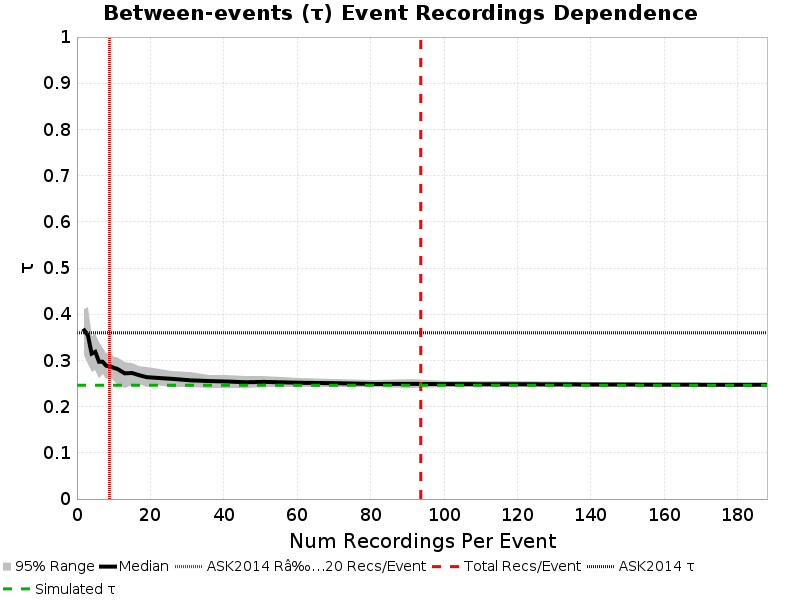 Between-events (τ) Event Recordings Dependence
1
0.9
0.8
0.7
0.6
0.5
0.4
0.3
0.2
0.1
0
τ
0 20 40 60 80 100 120 140 160 180
Num Recordings Per Event
95% Range Median ASK2014 Râ‰…20 Recs/Event Total Recs/Event ASK2014 τ
Simulated τ